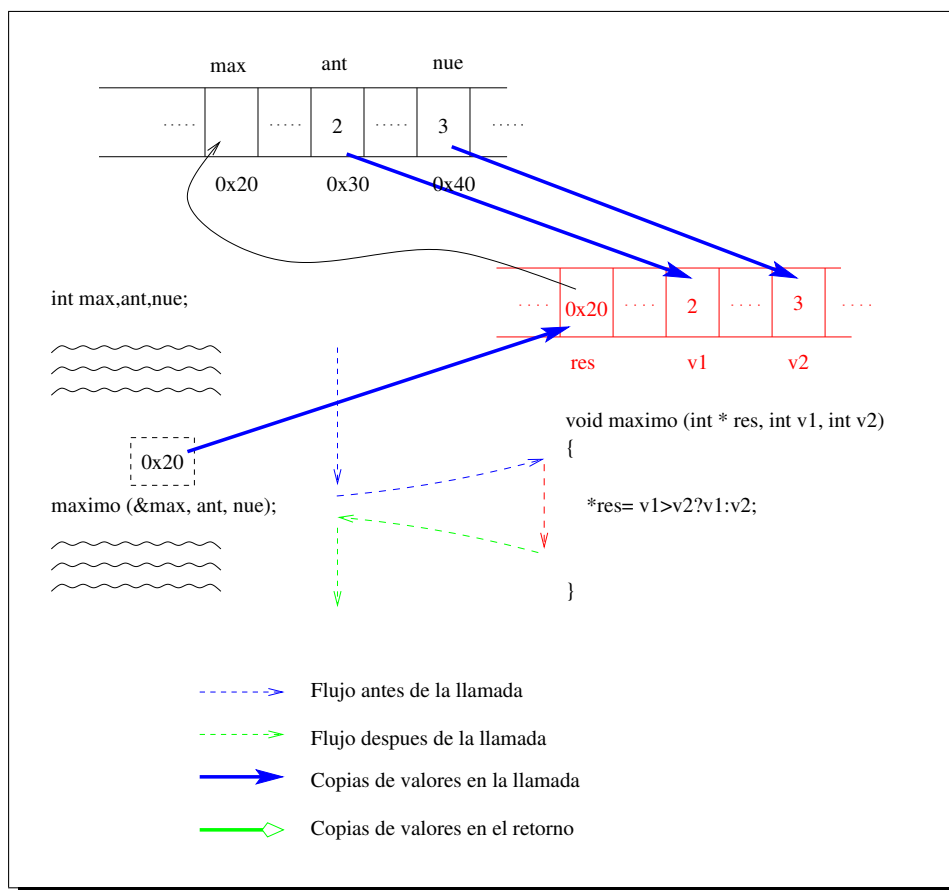 max ant nue
2 3
0x20 0x30 0x40
int max,ant,nue;
0x20 2 3
res v1 v2
void maximo (int * res, int v1, int v2)
{
0x20
maximo (&max, ant, nue);
*res= v1>v2?v1:v2;
}
Flujo antes de la llamada
Flujo despues de la llamada
Copias de valores en la llamada
Copias de valores en el retorno